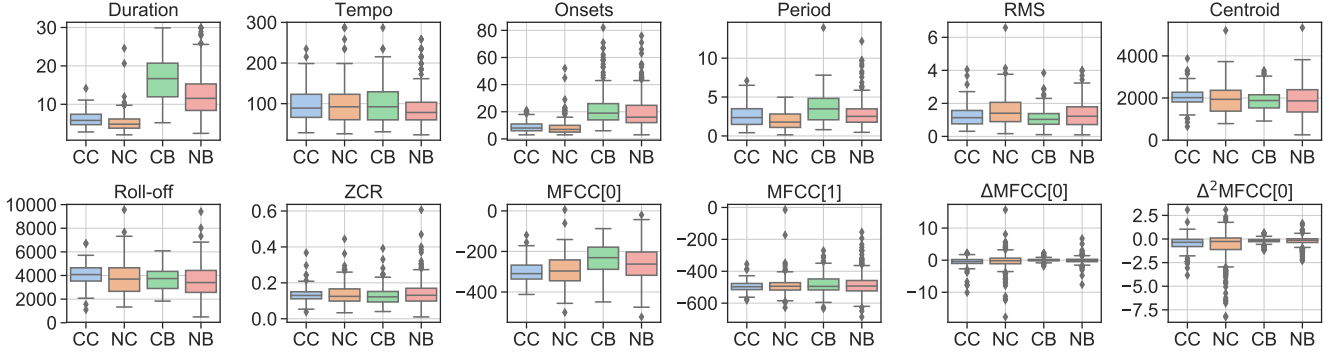 Duration Tempo Onsets Period RMS Centroid
30 20 10
300 200 100
80 60 40 20 0
10 5 0
6 4 2 0
4000 2000 0
CC NC CB NB CC NC CB NB CC NC CB NB CC NC CB NB CC NC CB NB CC NC CB NB
Roll-off ZCR MFCC[0] MFCC[1] ΔMFCC[0] Δ²MFCC[0]
10000 8000 6000 4000 2000 0
0.6 0.4 0.2 0.0
0 −200 −400
0 −200 −400 −600
10 0 −10
2.5 0.0 −2.5 −5.0 −7.5
CC NC CB NB CC NC CB NB CC NC CB NB CC NC CB NB CC NC CB NB CC NC CB NB